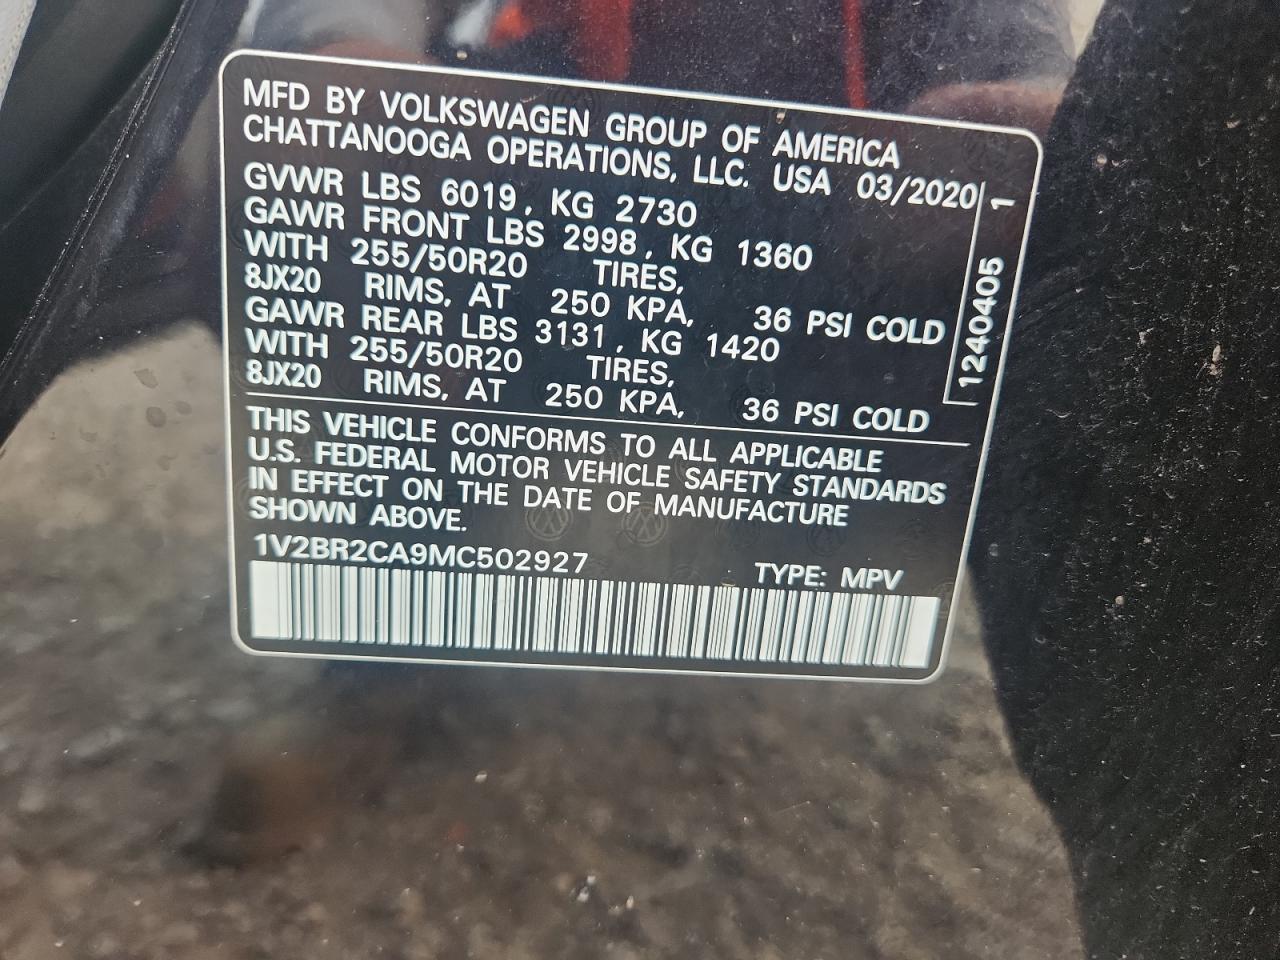 MFD BY VOLKSWAGEN GROUP OF AMERICA
CHATTANOOGA OPERATIONS, LLC. USA 03/2020
GVWR LBS 6019, KG 2730
GAWR FRONT LBS 2998, KG 1360
WITH 255/50R20 TIRES,
8JX20 RIMS, AT 250 KPA, 36 PSI COLD
GAWR REAR LBS 3131, KG 1420
WITH 255/50R20 TIRES,
8JX20 RIMS, AT 250 KPA, 36 PSI COLD
1240405 1
THIS VEHICLE CONFORMS TO ALL APPLICABLE
U.S. FEDERAL MOTOR VEHICLE SAFETY STANDARDS
IN EFFECT ON THE DATE OF MANUFACTURE
SHOWN ABOVE.
1V2BR2CA9MC502927 TYPE: MPV